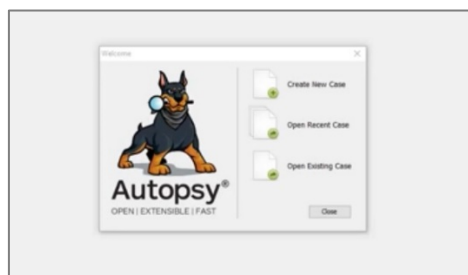 Welcome
Create New Case
Open Recent Case
Open Existing Case
Autopsy®
OPEN | EXTENSIBLE | FAST
Close